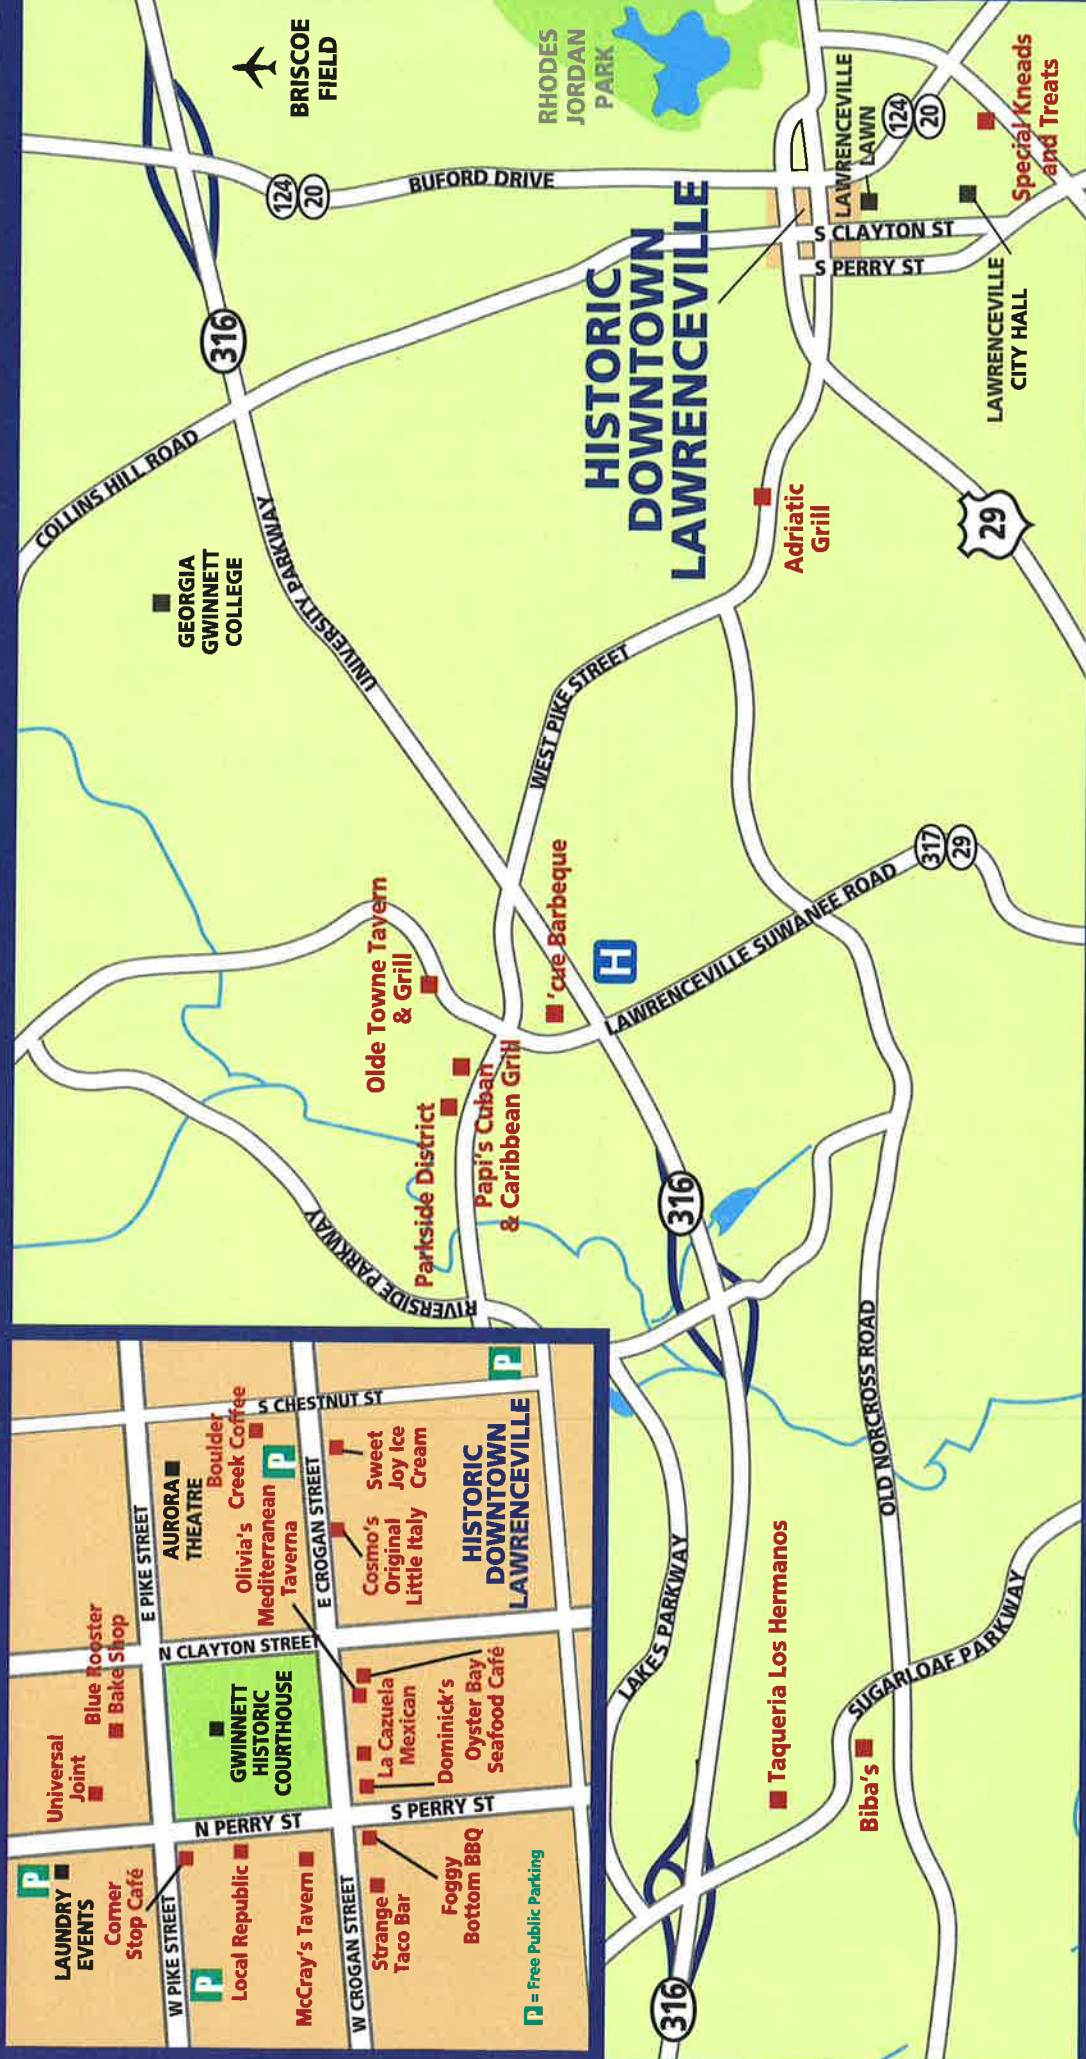 LAUNDRY
EVENTS
P
Universal
Joint
Blue Rooster
Bake Shop
Corner
Stop Café
W PIKE STREET
E PIKE STREET
P
Local Republic
McCray's Tavern
N PERRY ST
GWINNETT
HISTORIC
COURTHOUSE
N CLAYTON STREET
AURORA
THEATRE
Boulder
Creek Coffee
P
Olivia's
Mediterranean
Taverna
S CHESTNUT ST
W CROGAN STREET
E CROGAN STREET
Strange
Taco Bar
Foggy
Bottom BBQ
S PERRY ST
La Cazuela
Mexican
Dominick's
Oyster Bay
Seafood Café
Cosmo's
Original
Little Italy
Sweet
Joy Ice
Cream
HISTORIC
DOWNTOWN
LAWRENCEVILLE
P
P = Free Public Parking
COLLINS HILL ROAD
GEORGIA
GWINNETT
COLLEGE
316
UNIVERSITY PARKWAY
124
20
BUFORD DRIVE
BRISCOE
FIELD
RHODES
JORDAN
PARK
RIVERSIDE PARKWAY
Olde Towne Tavern
& Grill
Parkside District
Papi's Cuban
& Caribbean Grill
'cue Barbeque
H
WEST PIKE STREET
HISTORIC
DOWNTOWN
LAWRENCEVILLE
Adriatic
Grill
LAWRENCEVILLE
LAWN
124
20
S CLAYTON ST
S PERRY ST
LAWRENCEVILLE
CITY HALL
Special Kneads
and Treats
29
LAWRENCEVILLE SUWANEE ROAD
317
29
316
316
LAKES PARKWAY
OLD NORCROSS ROAD
Taqueria Los Hermanos
Biba's
SUGARLOAF PARKWAY